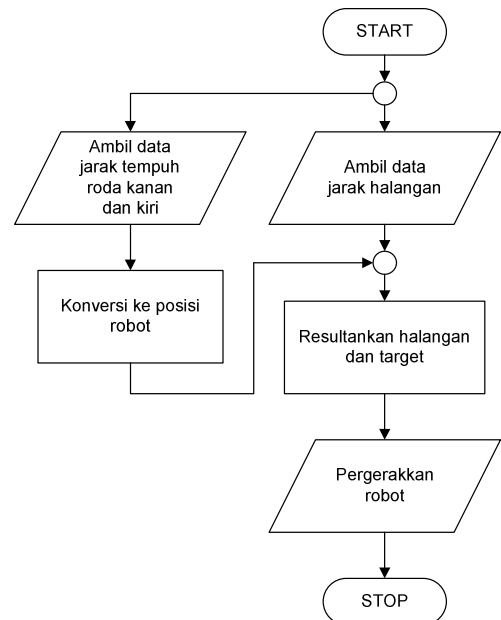 START
Ambil data
jarak tempuh
roda kanan
dan kiri
Ambil data
jarak halangan
Konversi ke posisi
robot
Resultankan halangan
dan target
Pergerakkan
robot
STOP